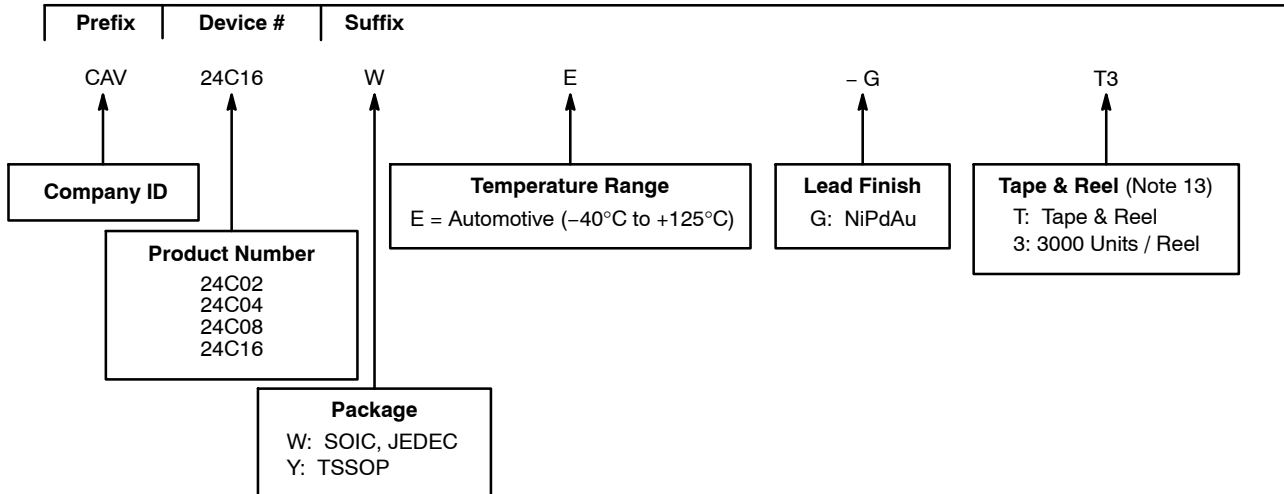 Prefix Device # Suffix
CAV 24C16 W E – G T3
Company ID
Temperature Range
E = Automotive (−40°C to +125°C)
Lead Finish
G: NiPdAu
Tape & Reel (Note 13)
T: Tape & Reel
3: 3000 Units / Reel
Product Number
24C02
24C04
24C08
24C16
Package
W: SOIC, JEDEC
Y: TSSOP